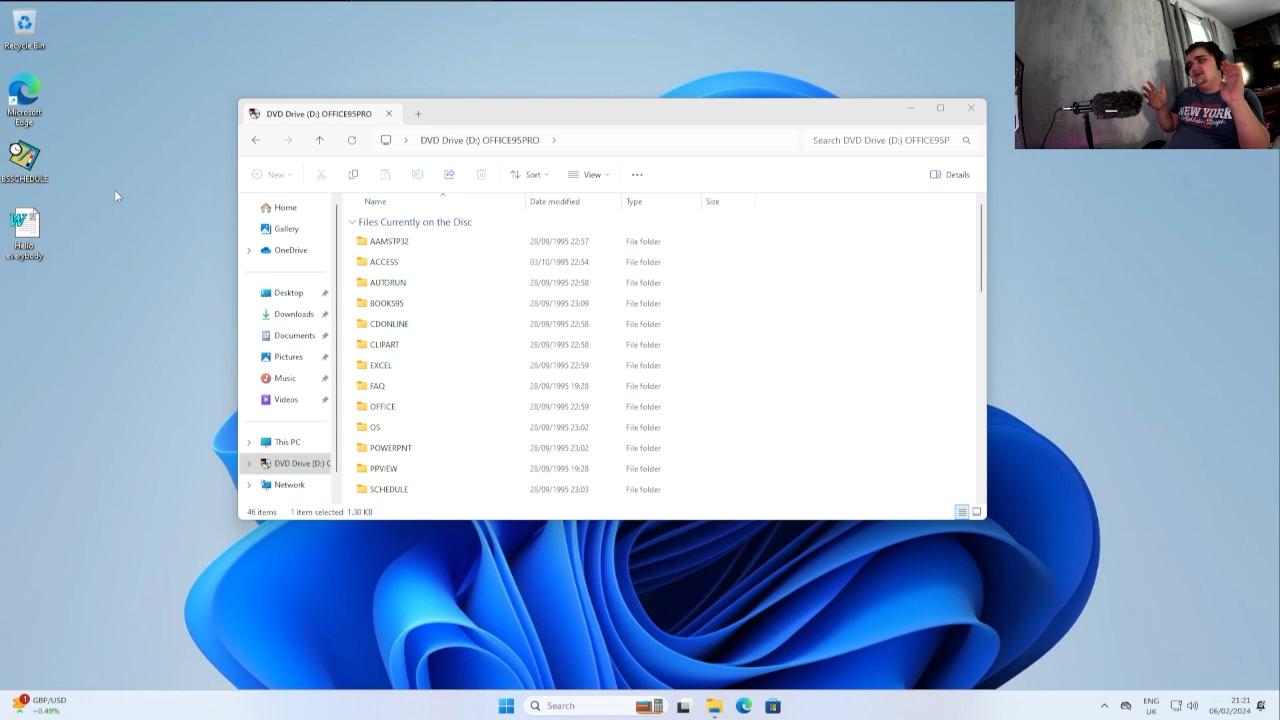 Recycle Bin
Microsoft
Edge
BSSCHEDULE
Hello
everybody
DVD Drive (D:) OFFICE95PRO
DVD Drive (D:) OFFICE95PRO
Search DVD Drive (D:) OFFICE95P
New
Sort
View
Details
Name Date modified Type Size
Files Currently on the Disc
AAMSTP32 28/09/1995 22:57 File folder
ACCESS 03/10/1995 22:54 File folder
AUTORUN 28/09/1995 22:58 File folder
BOOKS95 28/09/1995 23:09 File folder
CDONLINE 28/09/1995 22:58 File folder
CLIPART 28/09/1995 22:58 File folder
EXCEL 28/09/1995 22:59 File folder
FAQ 28/09/1995 19:28 File folder
OFFICE 28/09/1995 22:59 File folder
OS 28/09/1995 23:02 File folder
POWERPNT 28/09/1995 23:02 File folder
PPVIEW 28/09/1995 19:28 File folder
SCHEDULE 28/09/1995 23:03 File folder
Home
Gallery
OneDrive
Desktop
Downloads
Documents
Pictures
Music
Videos
This PC
DVD Drive (D:) O
Network
46 items 1 item selected 1.30 KB
NEW YORK
Athletic Dept.
1
GBP/USD
-0.49%
Search
ENG
UK
21:21
06/02/2024